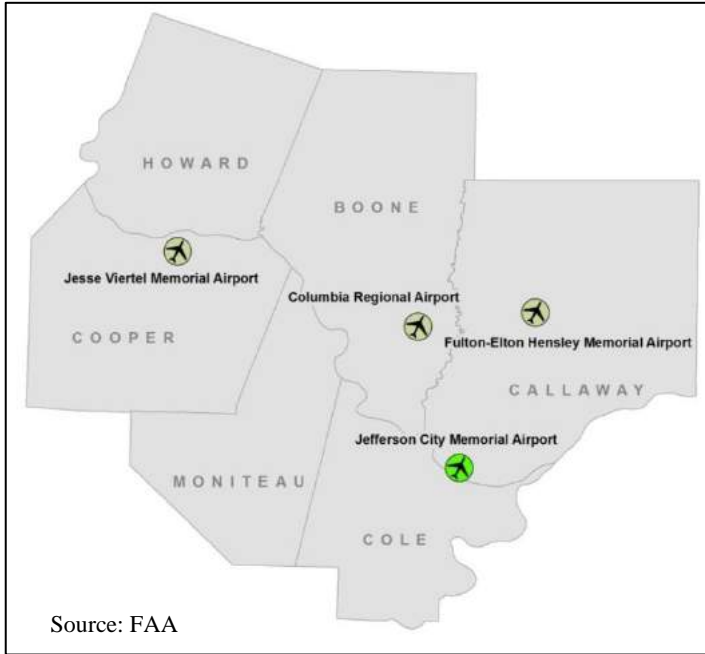 HOWARD
BOONE
Jesse Viertel Memorial Airport
Columbia Regional Airport
COOPER
Fulton-Elton Hensley Memorial Airport
CALLAWAY
Jefferson City Memorial Airport
MONITEAU
COLE
Source: FAA